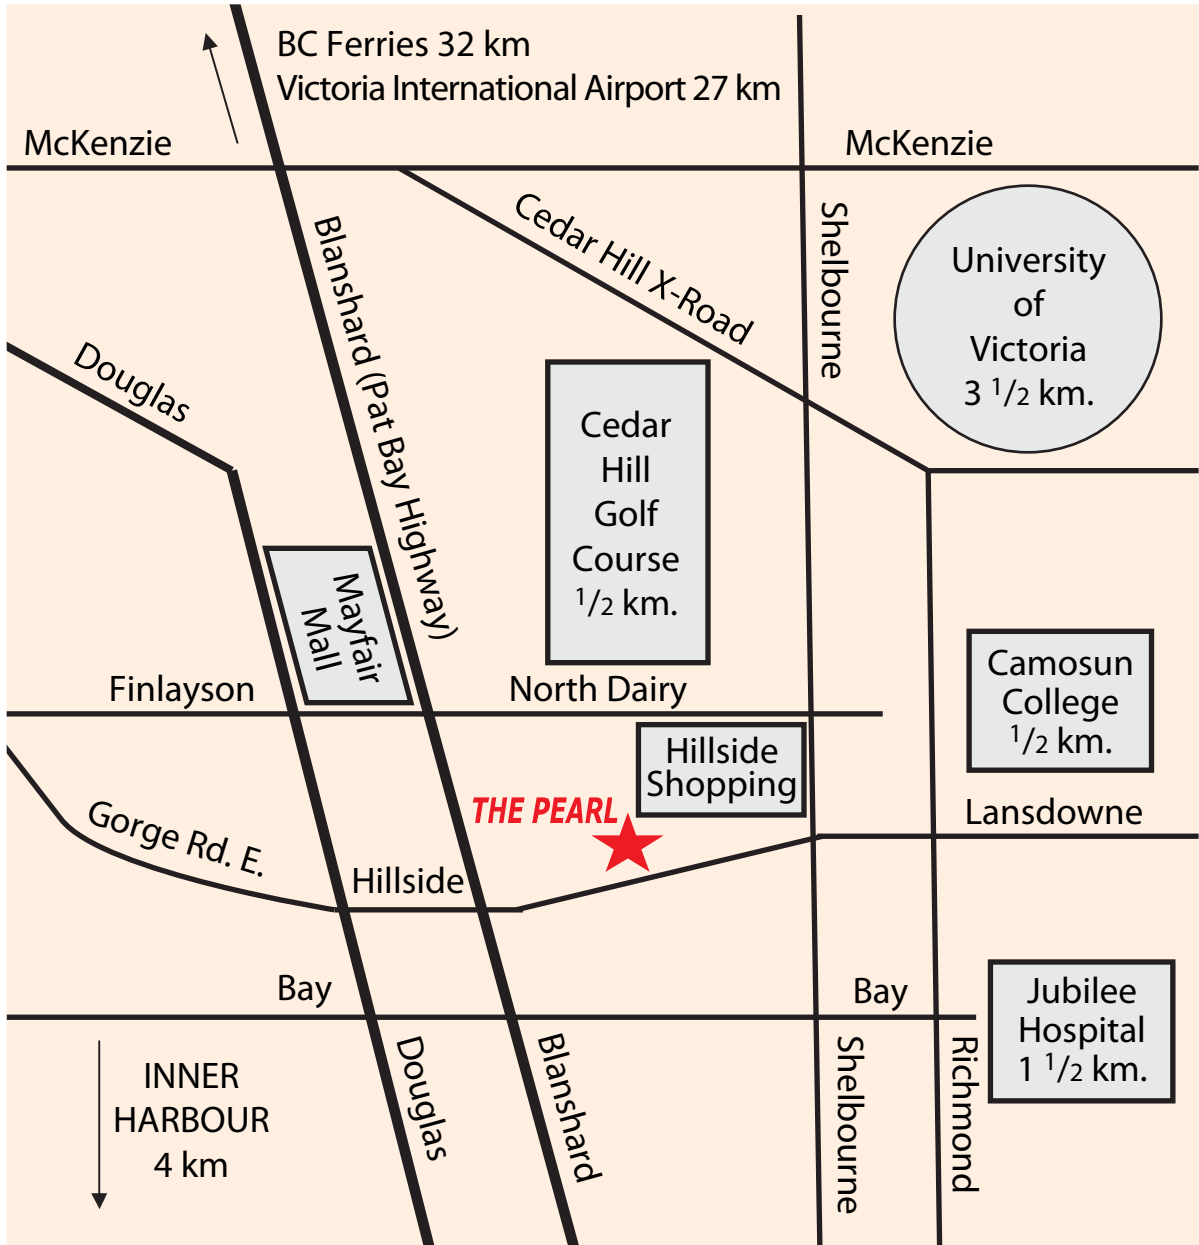 BC Ferries 32 km
Victoria International Airport 27 km
McKenzie
McKenzie
Cedar Hill X-Road
Shelbourne
Blanshard (Pat Bay Highway)
University
of
Victoria
3 1/2 km.
Douglas
Cedar
Hill
Golf
Course
1/2 km.
Mayfair
Mall
Finlayson
North Dairy
Camosun
College
1/2 km.
Hillside
Shopping
THE PEARL
Lansdowne
Gorge Rd. E.
Hillside
Bay
Bay
Jubilee
Hospital
1 1/2 km.
INNER
HARBOUR
4 km
Douglas
Blanshard
Shelbourne
Richmond